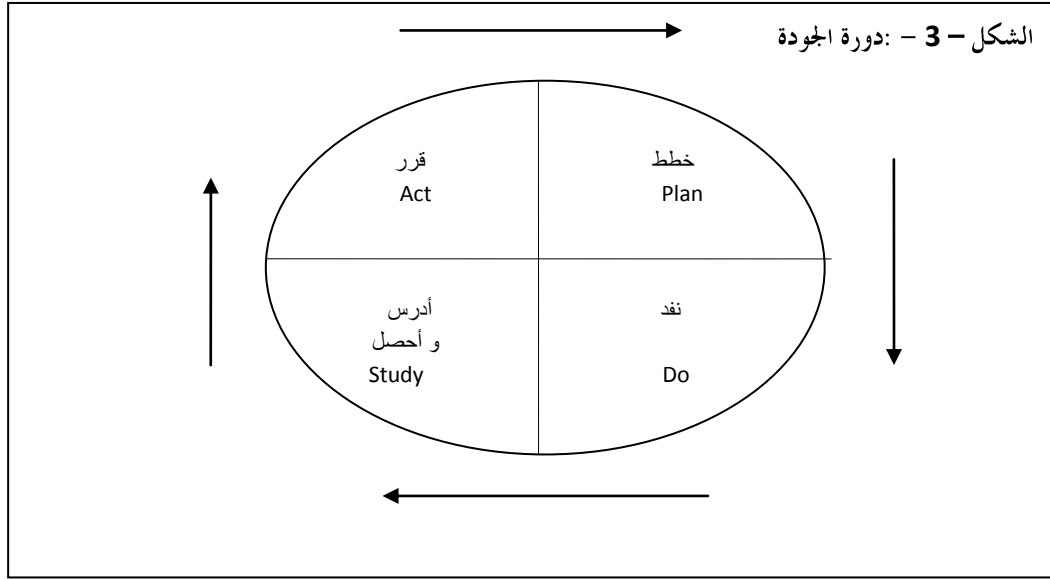 الشكل – 3 – :دورة الجودة
خطط
Plan
قرر
Act
نفد
Do
أدرس
و أحصل
Study